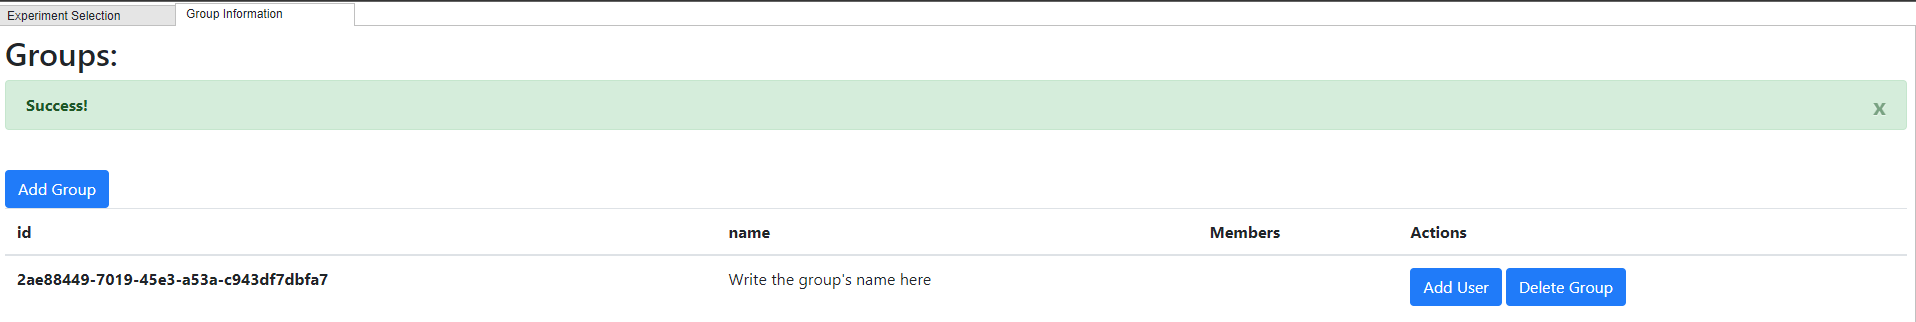 Experiment Selection
Group Information
Groups:
Success!
x
Add Group
id name Members Actions
2ae88449-7019-45e3-a53a-c943df7dbfa7 Write the group's name here Add User Delete Group